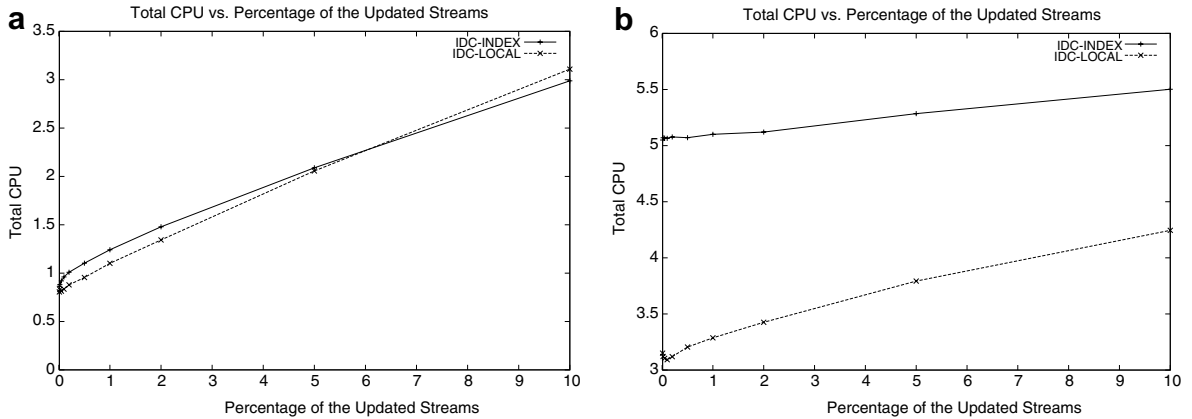 a
Total CPU vs. Percentage of the Updated Streams
3.5
3
2.5
2
1.5
1
0.5
0
Total CPU
IDC-INDEX
IDC-LOCAL
0 1 2 3 4 5 6 7 8 9 10
Percentage of the Updated Streams
b
Total CPU vs. Percentage of the Updated Streams
6
5.5
5
4.5
4
3.5
3
Total CPU
IDC-INDEX
IDC-LOCAL
0 1 2 3 4 5 6 7 8 9 10
Percentage of the Updated Streams